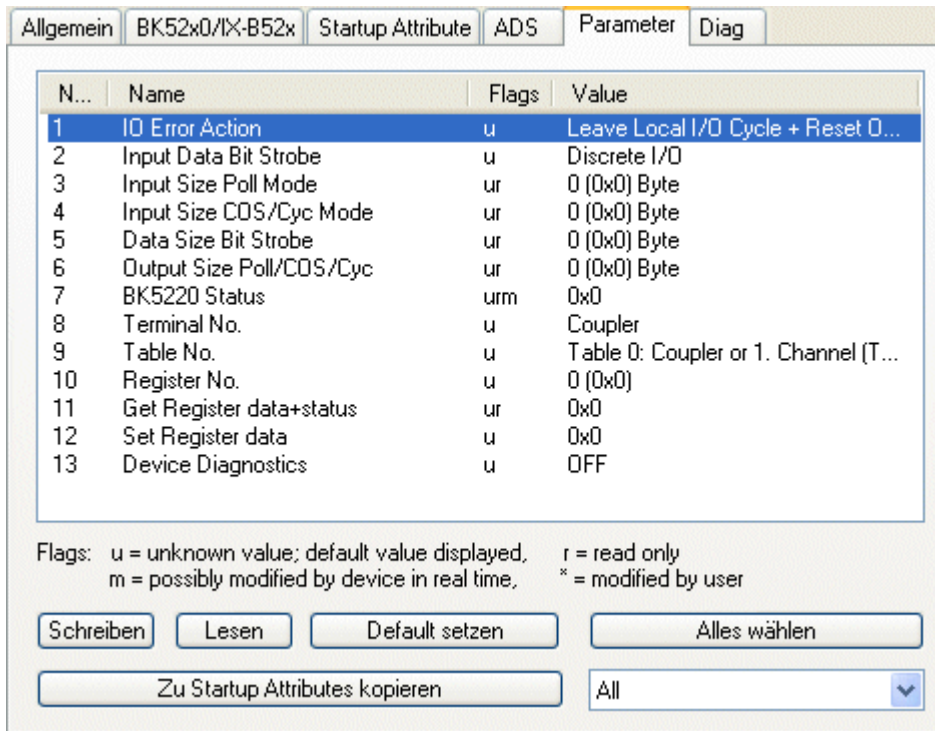 Allgemein BK52x0/IX-B52x Startup Attribute ADS Parameter Diag
N... Name Flags Value
1 IO Error Action u Leave Local I/O Cycle + Reset O...
2 Input Data Bit Strobe u Discrete I/O
3 Input Size Poll Mode ur 0 (0x0) Byte
4 Input Size COS/Cyc Mode ur 0 (0x0) Byte
5 Data Size Bit Strobe ur 0 (0x0) Byte
6 Output Size Poll/COS/Cyc ur 0 (0x0) Byte
7 BK5220 Status urm 0x0
8 Terminal No. u Coupler
9 Table No. u Table 0: Coupler or 1. Channel (T...
10 Register No. u 0 (0x0)
11 Get Register data+status ur 0x0
12 Set Register data u 0x0
13 Device Diagnostics u OFF
Flags: u = unknown value; default value displayed, r = read only
m = possibly modified by device in real time, * = modified by user
Schreiben Lesen Default setzen Alles wählen
Zu Startup Attributes kopieren All